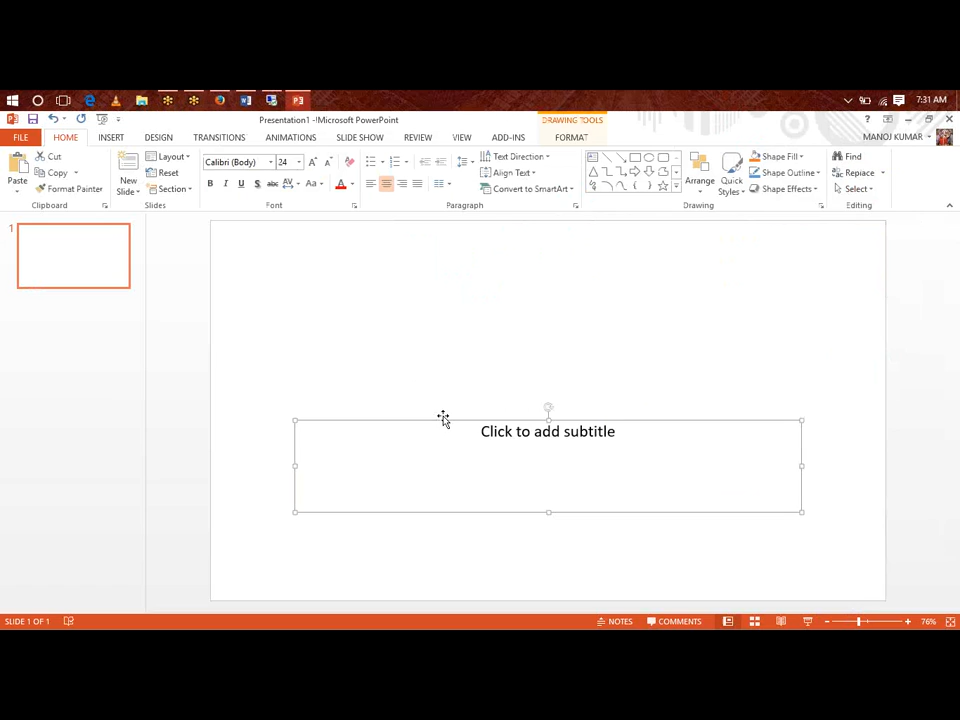 7:31 AM
Presentation1 - Microsoft PowerPoint
DRAWING TOOLS
?
FILE
HOME
INSERT
DESIGN
TRANSITIONS
ANIMATIONS
SLIDE SHOW
REVIEW
VIEW
ADD-INS
FORMAT
MANOJ KUMAR
Paste
Cut
Copy
Format Painter
Clipboard
New
Slide
Layout
Reset
Section
Slides
Calibri (Body)
24
B I U S abc AV Aa A
Font
Text Direction
Align Text
Convert to SmartArt
Paragraph
Arrange
Quick
Styles
Shape Fill
Shape Outline
Shape Effects
Drawing
Find
Replace
Select
Editing
1
Click to add subtitle
SLIDE 1 OF 1
NOTES
COMMENTS
76%